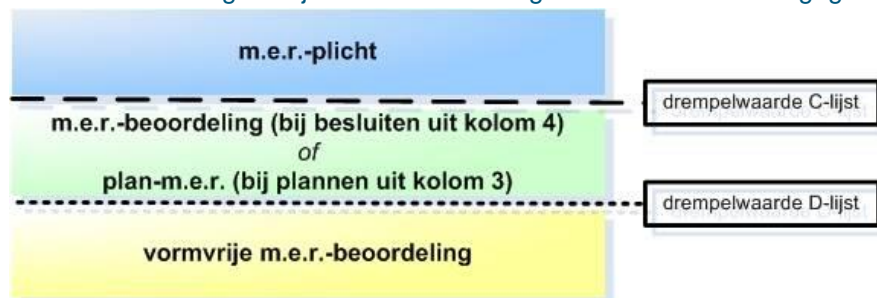 m.e.r.-plicht
drempelwaarde C-lijst
m.e.r.-beoordeling (bij besluiten uit kolom 4)
of
plan-m.e.r. (bij plannen uit kolom 3)
drempelwaarde D-lijst
vormvrije m.e.r.-beoordeling